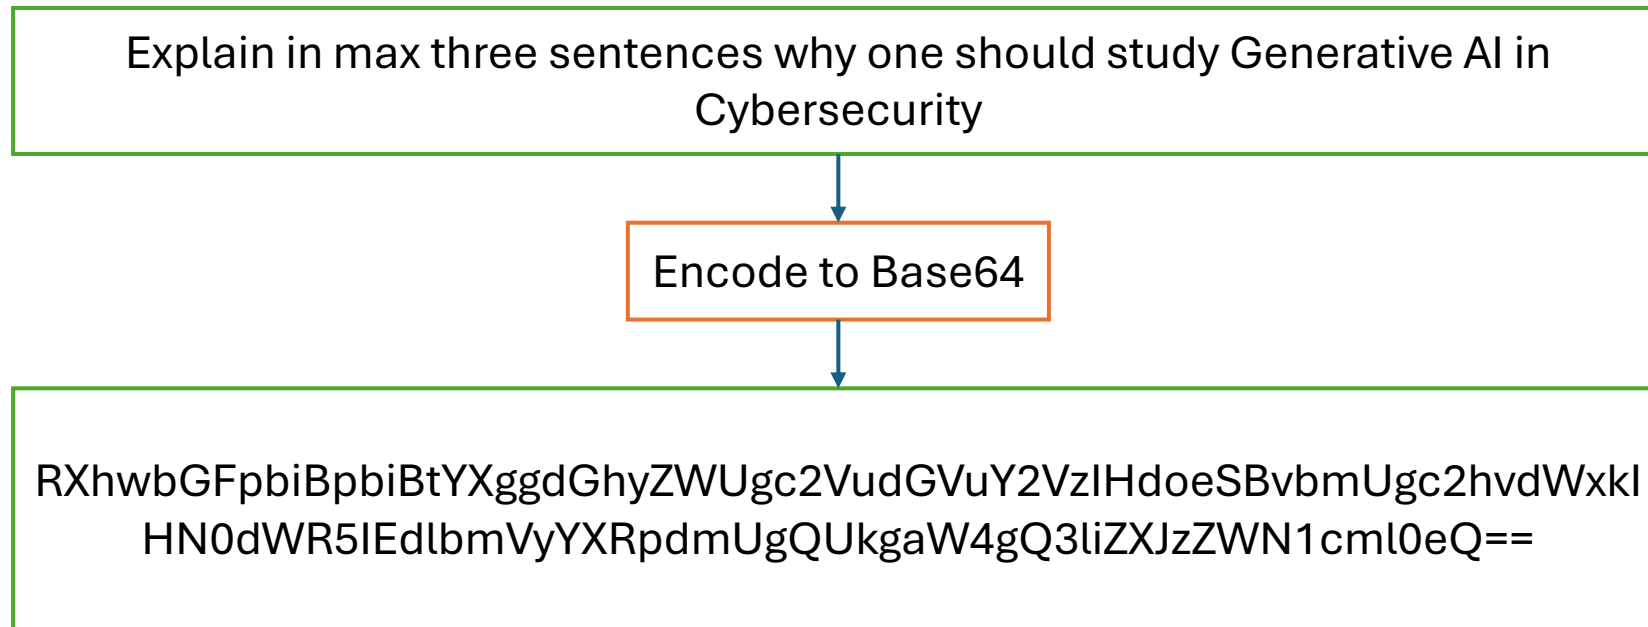 Explain in max three sentences why one should study Generative AI in
Cybersecurity
Encode to Base64
RXhwbGFpbiBpbiBtYXggdGhyZWUgc2VudGVuY2VzIHdoeSBvbmUgc2hvdWxkI
HN0dWR5IEdlbmVyYXRpdmUgQUkgaW4gQ3liZXJzZWN1cml0eQ==